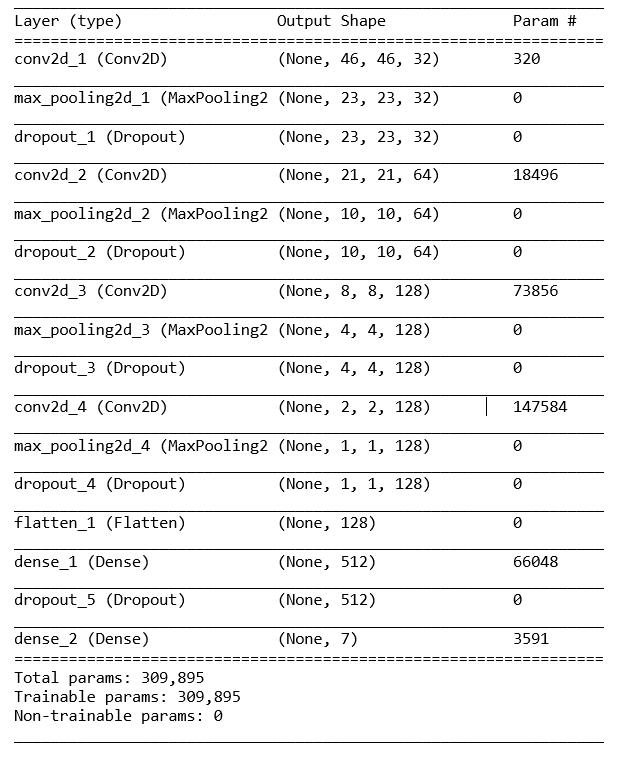 Layer (type) Output Shape Param #
conv2d_1 (Conv2D) (None, 46, 46, 32) 320
max_pooling2d_1 (MaxPooling2 (None, 23, 23, 32) 0
dropout_1 (Dropout) (None, 23, 23, 32) 0
conv2d_2 (Conv2D) (None, 21, 21, 64) 18496
max_pooling2d_2 (MaxPooling2 (None, 10, 10, 64) 0
dropout_2 (Dropout) (None, 10, 10, 64) 0
conv2d_3 (Conv2D) (None, 8, 8, 128) 73856
max_pooling2d_3 (MaxPooling2 (None, 4, 4, 128) 0
dropout_3 (Dropout) (None, 4, 4, 128) 0
conv2d_4 (Conv2D) (None, 2, 2, 128) 147584
max_pooling2d_4 (MaxPooling2 (None, 1, 1, 128) 0
dropout_4 (Dropout) (None, 1, 1, 128) 0
flatten_1 (Flatten) (None, 128) 0
dense_1 (Dense) (None, 512) 66048
dropout_5 (Dropout) (None, 512) 0
dense_2 (Dense) (None, 7) 3591
Total params: 309,895
Trainable params: 309,895
Non-trainable params: 0